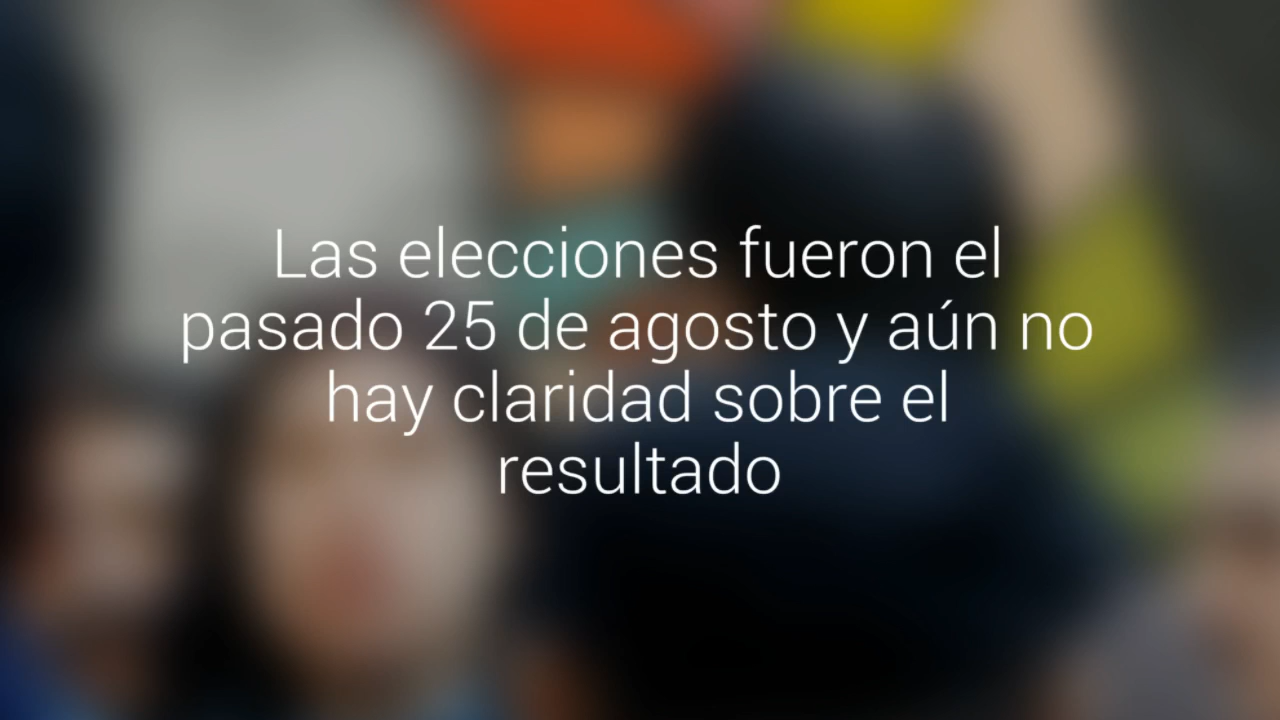 Las elecciones fueron el
pasado 25 de agosto y aún no
hay claridad sobre el
resultado